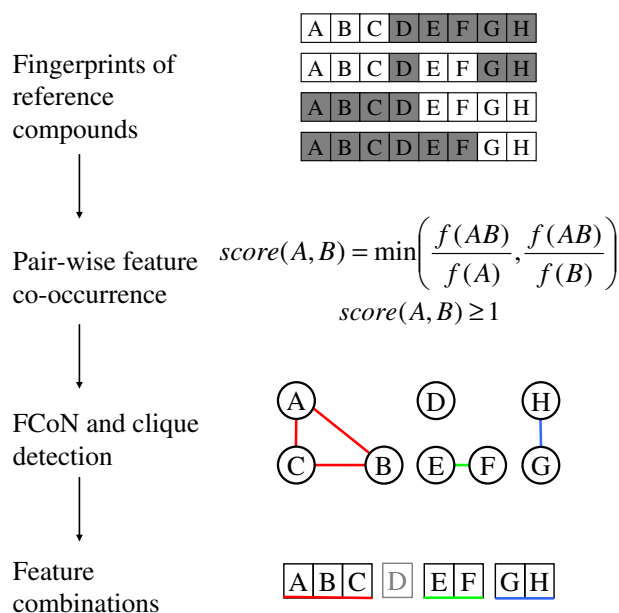 A B C D E F G H
Fingerprints of
reference
compounds
A B C D E F G H
A B C D E F G H
A B C D E F G H
Pair-wise feature
co-occurrence
score(A, B) = min( f(AB) / f(A) , f(AB) / f(B) )
score(A, B) ≥ 1
FCoN and clique
detection
A D H
C B E F G
Feature
combinations
A B C D E F G H